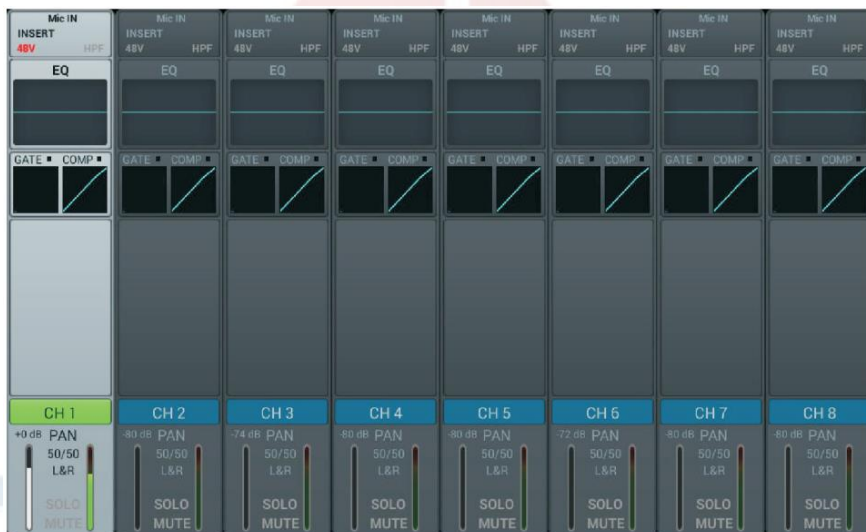 Mic IN Mic IN Mic IN Mic IN Mic IN Mic IN Mic IN Mic IN
INSERT INSERT INSERT INSERT INSERT INSERT INSERT INSERT
48V HPF 48V HPF 48V HPF 48V HPF 48V HPF 48V HPF 48V HPF 48V HPF
EQ EQ EQ EQ EQ EQ EQ EQ
GATE COMP GATE COMP GATE COMP GATE COMP GATE COMP GATE COMP GATE COMP GATE COMP
CH 1 CH 2 CH 3 CH 4 CH 5 CH 6 CH 7 CH 8
+0 dB PAN -80 dB PAN -74 dB PAN -80 dB PAN -80 dB PAN -72 dB PAN -80 dB PAN -80 dB PAN
50/50 50/50 50/50 50/50 50/50 50/50 50/50 50/50
L&R L&R L&R L&R L&R L&R L&R L&R
SOLO SOLO SOLO SOLO SOLO SOLO SOLO SOLO
MUTE MUTE MUTE MUTE MUTE MUTE MUTE MUTE